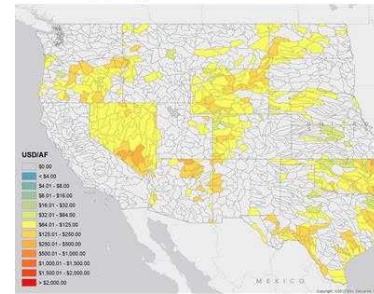 USD/AF
$0.00
< $4.00
$4.01 - $8.00
$8.01 - $16.00
$16.01 - $32.00
$32.01 - $64.00
$64.01 - $125.00
$125.01 - $250.00
$250.01 - $500.00
$500.01 - $1,000.00
$1,000.01 - $1,500.00
$1,500.01 - $2,000.00
> $2,000.00
MEXICO